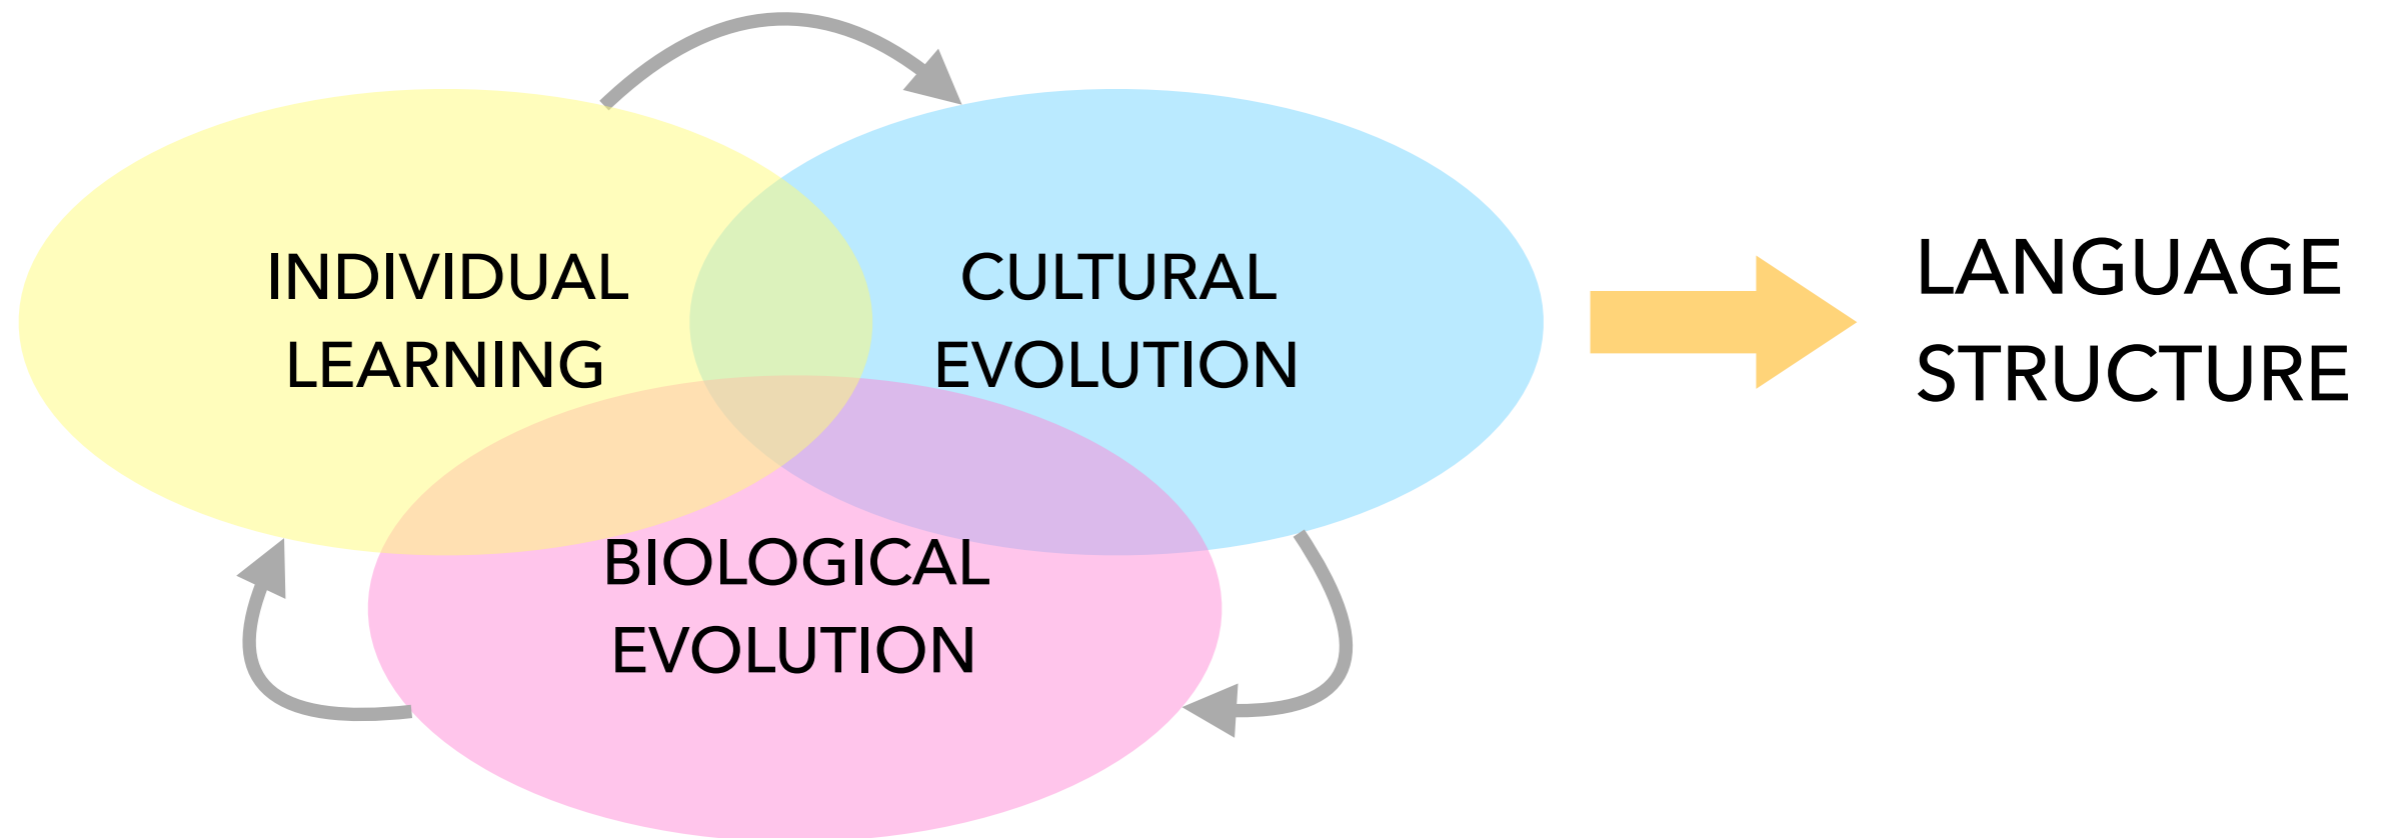 INDIVIDUAL
LEARNING
CULTURAL
EVOLUTION
BIOLOGICAL
EVOLUTION
LANGUAGE
STRUCTURE